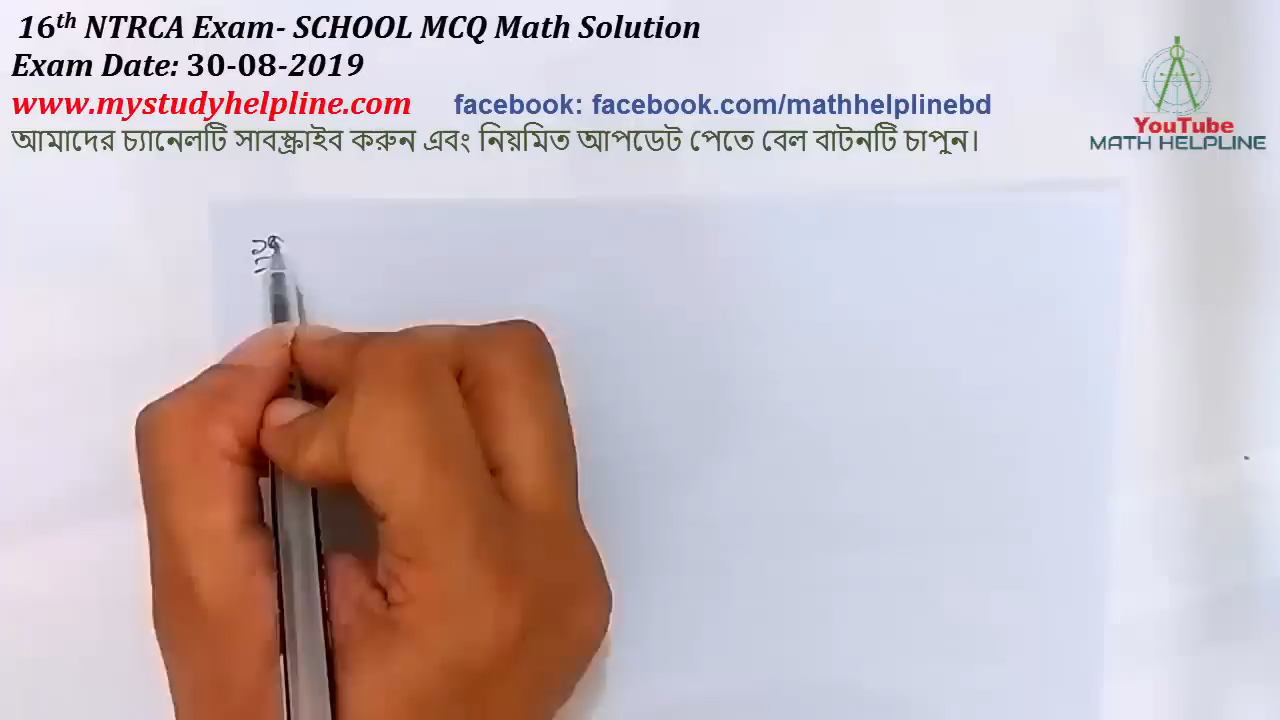 16th NTRCA Exam- SCHOOL MCQ Math Solution
Exam Date: 30-08-2019
www.mystudyhelpline.com facebook: facebook.com/mathhelplinebd
আমাদের চ্যানেলটি সাবস্ক্রাইব করুন এবং নিয়মিত আপডেট পেতে বেল বাটনটি চাপুন।
YouTube
MATH HELPLINE